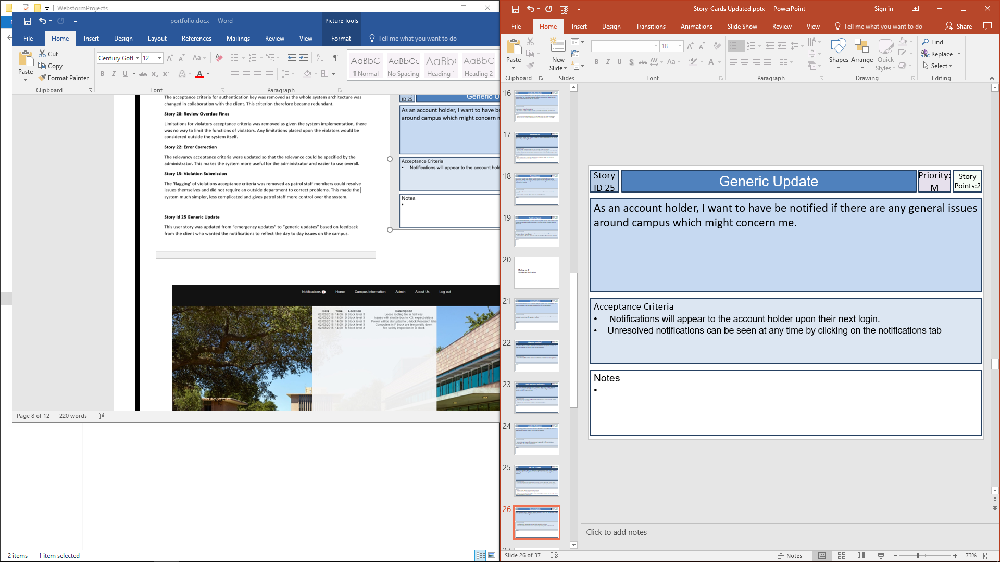 WebstormProjects
portfolio.docx - Word
Picture Tools
File
Home
Insert
Design
Layout
References
Mailings
Review
View
Format
Tell me what you want to do
Paste
Cut
Copy
Format Painter
Clipboard
Century Gotl
12
Font
Paragraph
AaBbCc
¶ Normal
AaBbCc
No Spacing
AaBb(
Heading 1
AaBbC
Heading 2
The acceptance criteria for authentication key was removed as the whole system architecture was
changed in collaboration with the client. This criterion therefore became redundant.
Story 28: Review Overdue Fines
Limitations for violators acceptance criteria was removed as given the system implementation, there
was no way to limit the functions of violators. Any limitations placed upon the violators would be
considered outside the system itself.
Story 22: Error Correction
The relevancy acceptance criteria were updated so that the relevance could be specified by the
administrator. This makes the system more useful for the administrator and easier to use overall.
Story 15: Violation Submission
The 'flagging' of violations acceptance criteria was removed as patrol staff members could resolve
issues themselves and did not require an outside department to correct problems. This made the
system much simpler, less complicated and gives patrol staff more control over the system.
Story Id 25 Generic Update
This user story was updated from "emergency updates" to "generic updates" based on feedback
from the client who wanted the notifications to reflect the day to day issues on the campus.
ID 25
Generic U
As an account holder, I want to have be
around campus which might concern m
Acceptance Criteria
• Notifications will appear to the account hold
Notes
•
Notifications
Home
Campus Information
Admin
About Us
Log out
Date Time Location Description
02/03/2016 14:00 B Block level 3 Loose roofing tile in hall way
02/03/2016 14:00 D Block level 3 Issues with shuttle bus to KG, expect delays
02/03/2016 14:00 B Block level 3 Power will be disrupted to L-block Research labs
02/03/2016 14:00 D Block level 3 Computers in F block are temporally down
02/03/2016 14:00 B Block level 3 fire safety inspection in D block
Page 8 of 12
220 words
2 items
1 item selected
Story-Cards Updated.pptx - PowerPoint
Sign in
File
Home
Insert
Design
Transitions
Animations
Slide Show
Review
View
Tell me what you want to do
Share
Paste
Clipboard
New
Slide
Slides
18
Font
Paragraph
Shapes
Arrange
Quick
Styles
Drawing
Find
Replace
Select
Editing
16
17
18
19
20
Release 2
21
22
23
24
25
26
27
Story
ID 25
Generic Update
Priority:
M
Story
Points:2
As an account holder, I want to have be notified if there are any general issues
around campus which might concern me.
Acceptance Criteria
• Notifications will appear to the account holder upon their next login.
• Unresolved notifications can be seen at any time by clicking on the notifications tab
Notes
•
Click to add notes
Slide 26 of 37
Notes
73%